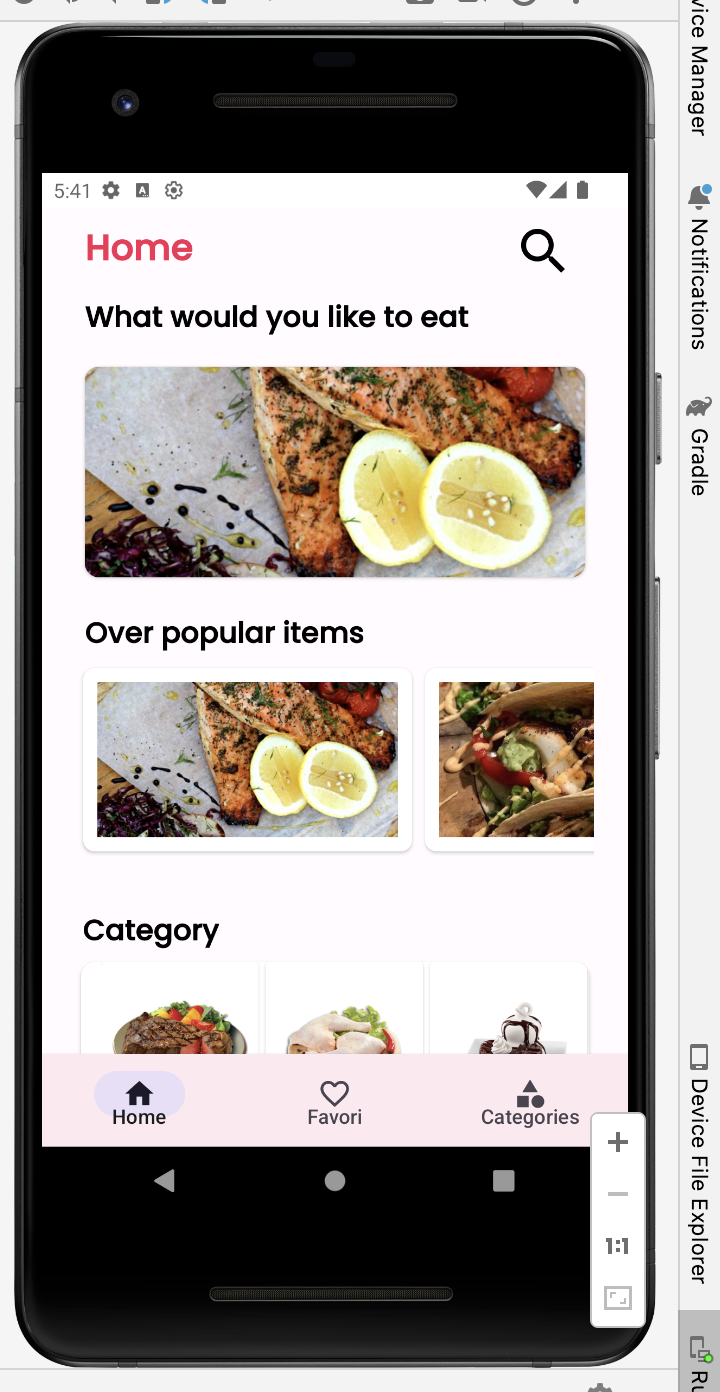 vice Manager
5:41
A
Notifications
Home
What would you like to eat
Gradle
Over popular items
Category
Home
Favori
Categories
1:1
Device File Explorer
Ru